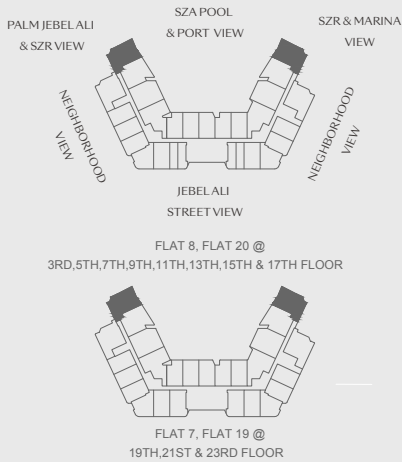 PALM JEBEL ALI
& SZR VIEW
SZA POOL
& PORT VIEW
SZR & MARINA
VIEW
NEIGHBORHOOD
VIEW
NEIGHBORHOOD
VIEW
JEBEL ALI
STREET VIEW
FLAT 8, FLAT 20 @
3RD,5TH,7TH,9TH,11TH,13TH,15TH & 17TH FLOOR
FLAT 7, FLAT 19 @
19TH,21ST & 23RD FLOOR